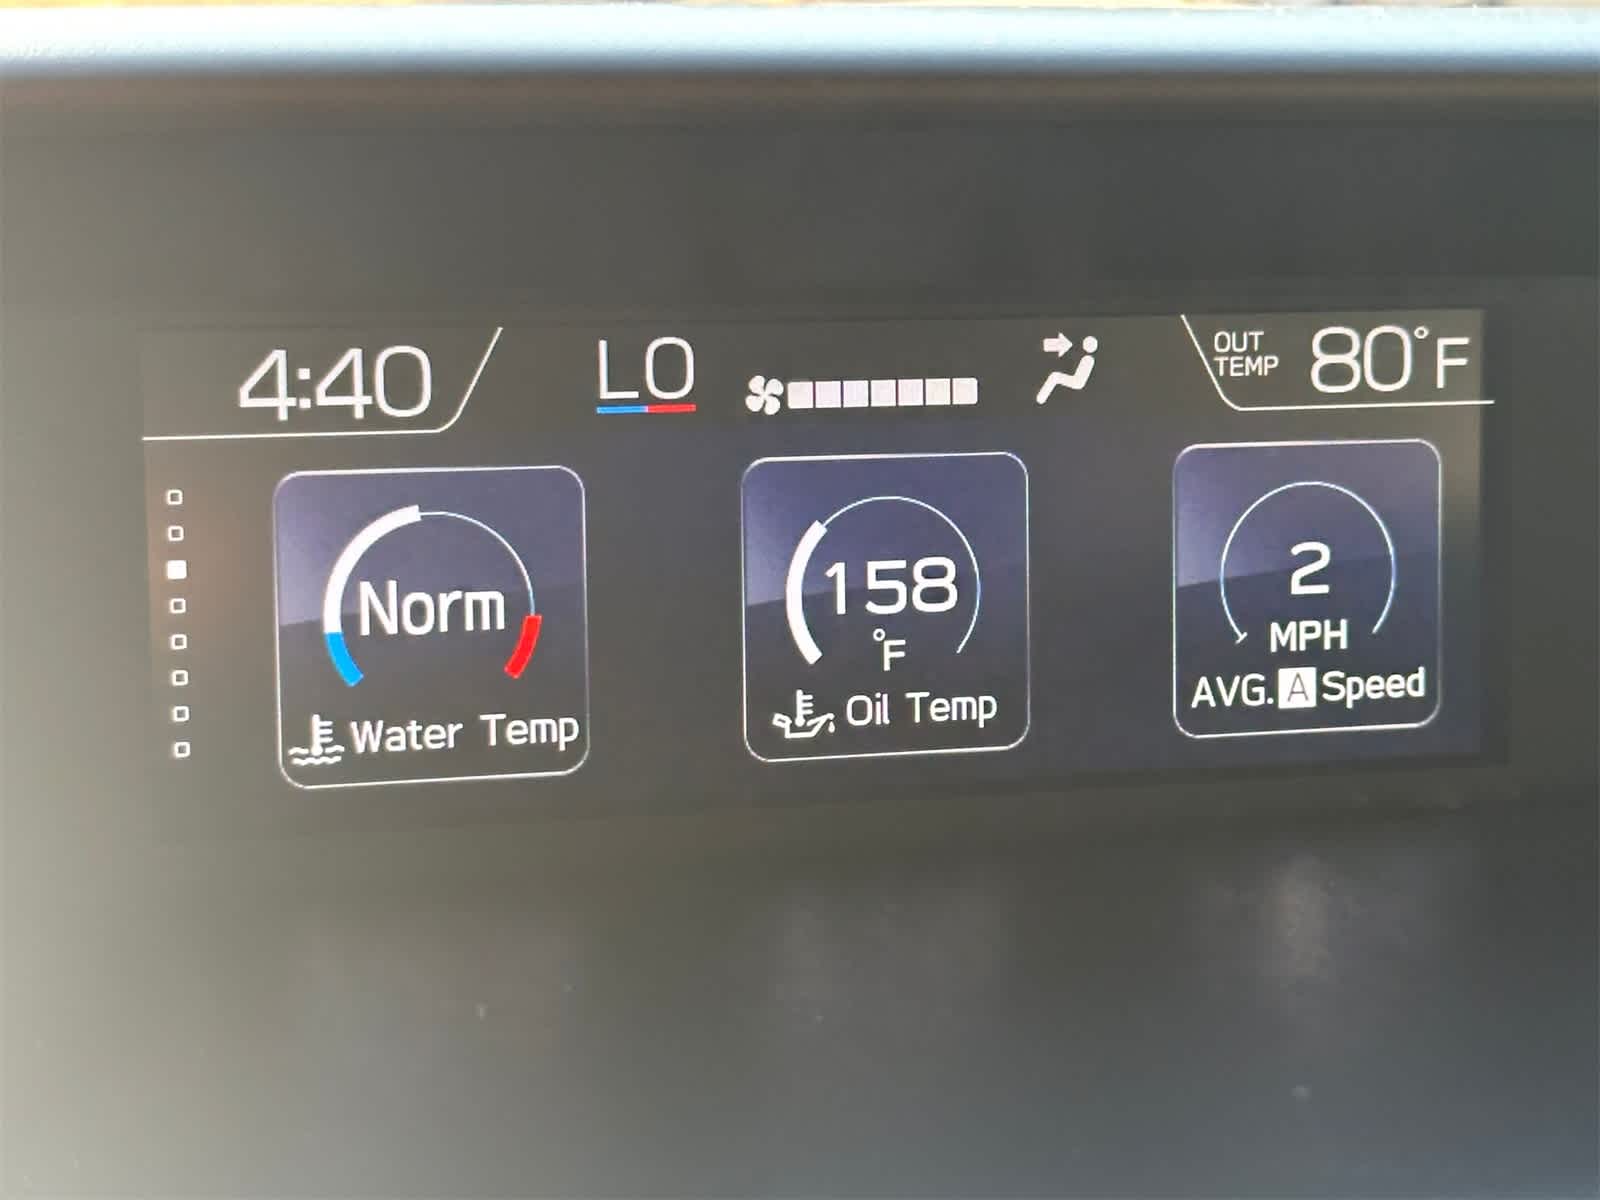 4:40
LO
OUT
TEMP
80°F
Norm
Water Temp
158
°F
Oil Temp
2
MPH
AVG. A Speed